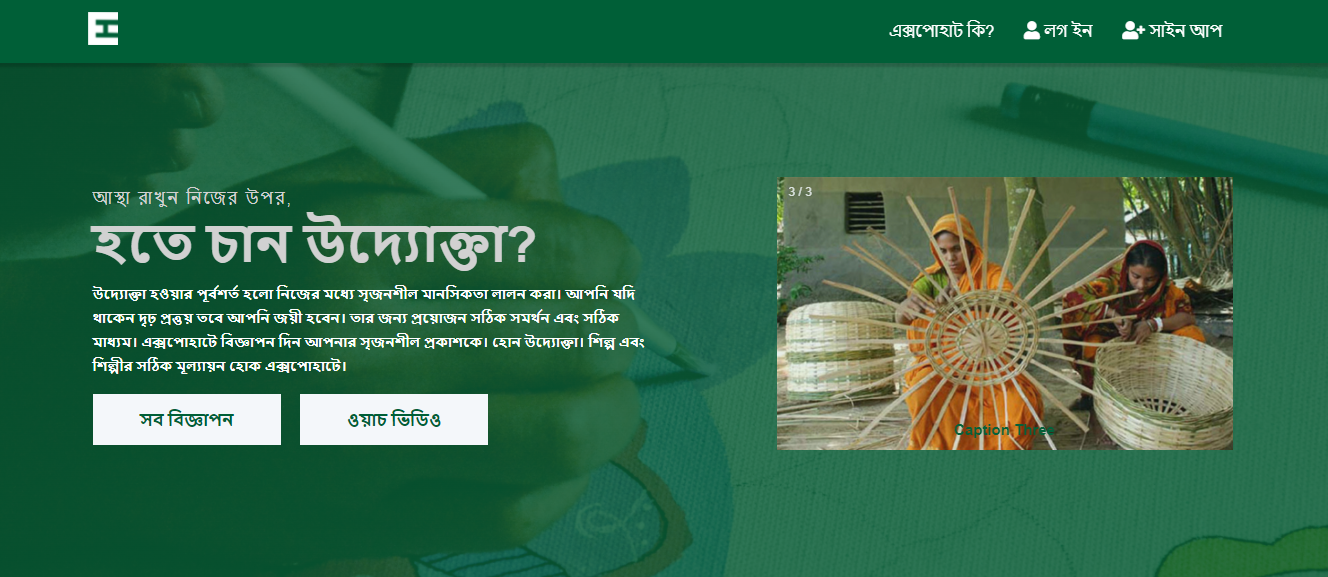 এক্সপোহাট কি?
লগ ইন
সাইন আপ
আস্থা রাখুন নিজের উপর,
হতে চান উদ্যোক্তা?
উদ্যোক্তা হওয়ার পূর্বশর্ত হলো নিজের মধ্যে সৃজনশীল মানসিকতা লালন করা। আপনি যদি
থাকেন দৃঢ় প্রত্তয় তবে আপনি জয়ী হবেন। তার জন্য প্রয়োজন সঠিক সমর্থন এবং সঠিক
মাধ্যম। এক্সপোহাটে বিজ্ঞাপন দিন আপনার সৃজনশীল প্রকাশকে। হোন উদ্যোক্তা। শিল্প এবং
শিল্পীর সঠিক মূল্যায়ন হোক এক্সপোহাটে।
সব বিজ্ঞাপন
ওয়াচ ভিডিও
3 / 3
Caption Three